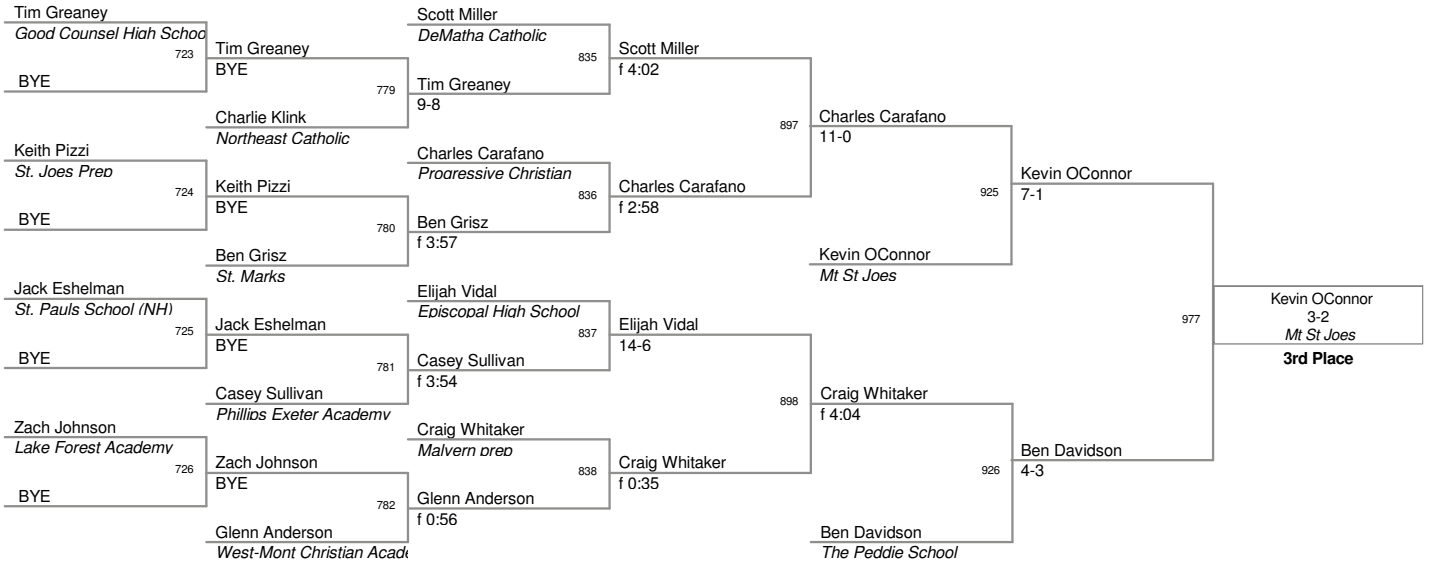 Tim Greaney
Good Counsel High Schoo
723
BYE
Keith Pizzi
St. Joes Prep
724
BYE
Jack Eshelman
St. Pauls School (NH)
725
BYE
Zach Johnson
Lake Forest Academy
726
BYE
Tim Greaney
BYE
779
Charlie Klink
Northeast Catholic
Keith Pizzi
BYE
780
Ben Grisz
St. Marks
Jack Eshelman
BYE
781
Casey Sullivan
Phillips Exeter Academy
Zach Johnson
BYE
782
Glenn Anderson
West-Mont Christian Acade
Scott Miller
DeMatha Catholic
835
Tim Greaney
9-8
Charles Carafano
Progressive Christian
836
Ben Grisz
f 3:57
Elijah Vidal
Episcopal High School
837
Casey Sullivan
f 3:54
Craig Whitaker
Malvern prep
838
Glenn Anderson
f 0:56
Scott Miller
f 4:02
897
Charles Carafano
f 2:58
Elijah Vidal
14-6
898
Craig Whitaker
f 0:35
Charles Carafano
11-0
925
Kevin OConnor
Mt St Joes
Craig Whitaker
f 4:04
926
Ben Davidson
The Peddie School
Kevin OConnor
7-1
977
Ben Davidson
4-3
Kevin OConnor
3-2
Mt St Joes
3rd Place